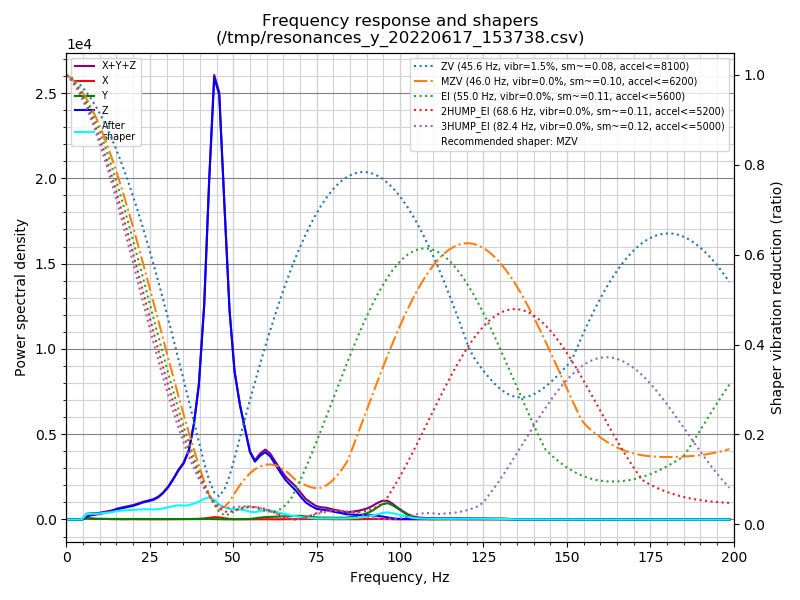 Frequency response and shapers
(/tmp/resonances_y_20220617_153738.csv)
1e4
X+Y+Z
X
Y
Z
After
shaper
ZV (45.6 Hz, vibr=1.5%, sm~=0.08, accel<=8100)
MZV (46.0 Hz, vibr=0.0%, sm~=0.10, accel<=6200)
EI (55.0 Hz, vibr=0.0%, sm~=0.11, accel<=5600)
2HUMP_EI (68.6 Hz, vibr=0.0%, sm~=0.11, accel<=5200)
3HUMP_EI (82.4 Hz, vibr=0.0%, sm~=0.12, accel<=5000)
Recommended shaper: MZV
Power spectral density
2.5
2.0
1.5
1.0
0.5
0.0
1.0
0.8
0.6
0.4
0.2
0.0
Shaper vibration reduction (ratio)
0 25 50 75 100 125 150 175 200
Frequency, Hz